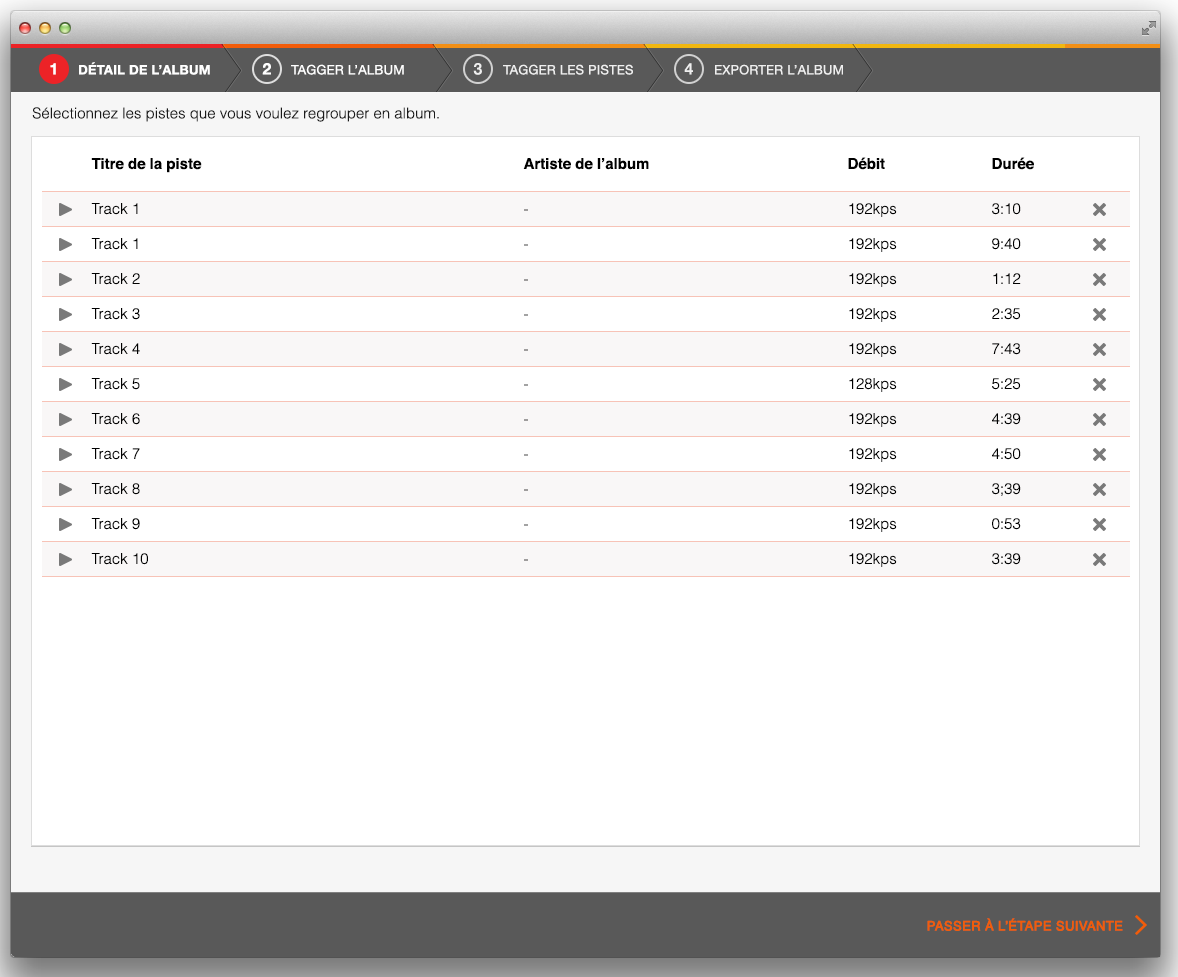 1 DÉTAIL DE L’ALBUM 2 TAGGER L’ALBUM 3 TAGGER LES PISTES 4 EXPORTER L’ALBUM
Sélectionnez les pistes que vous voulez regrouper en album.
Titre de la piste Artiste de l’album Débit Durée
Track 1 - 192kps 3:10
Track 1 - 192kps 9:40
Track 2 - 192kps 1:12
Track 3 - 192kps 2:35
Track 4 - 192kps 7:43
Track 5 - 128kps 5:25
Track 6 - 192kps 4:39
Track 7 - 192kps 4:50
Track 8 - 192kps 3;39
Track 9 - 192kps 0:53
Track 10 - 192kps 3:39
PASSER À L’ÉTAPE SUIVANTE